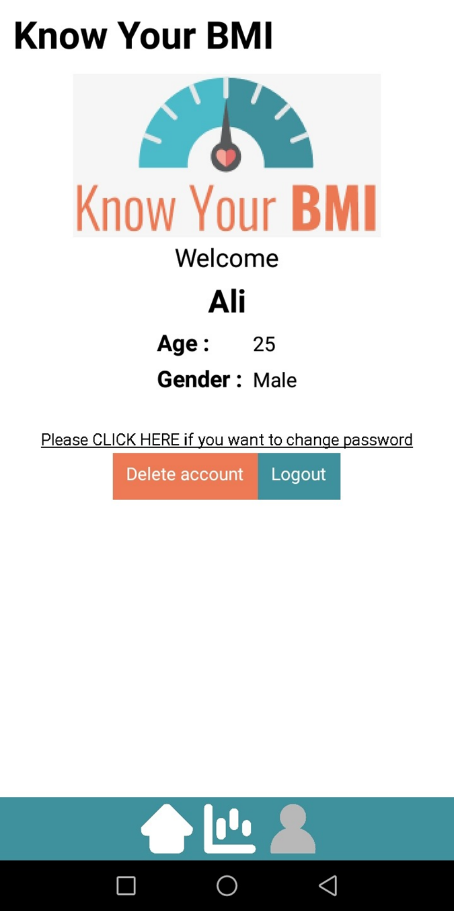 Know Your BMI
Know Your BMI
Welcome
Ali
Age : 25
Gender : Male
Please CLICK HERE if you want to change password
Delete account Logout